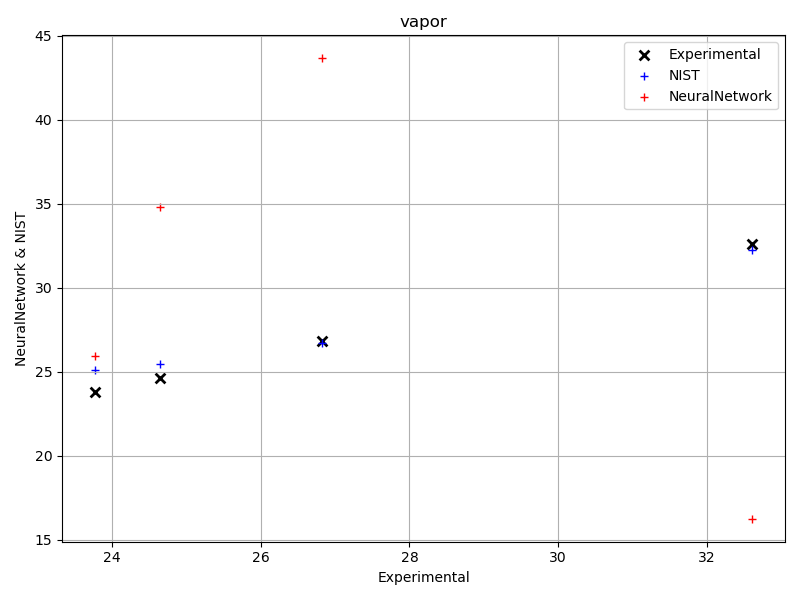 vapor
Experimental
NIST
NeuralNetwork
45
40
35
30
25
20
15
NeuralNetwork & NIST
24
26
28
30
32
Experimental